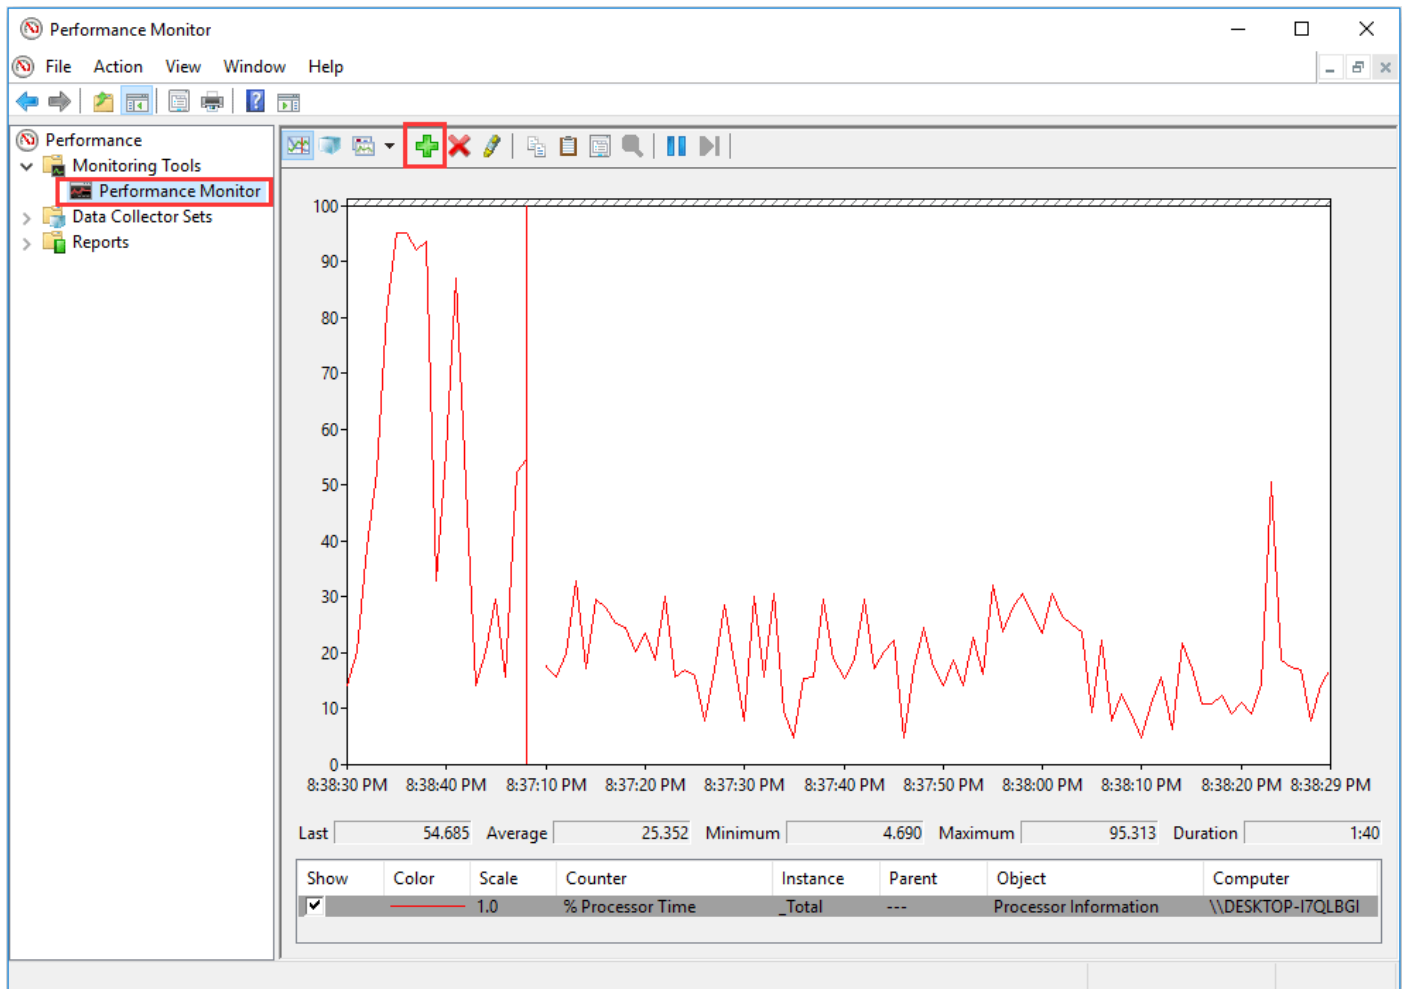 Performance Monitor
File Action View Window Help
Performance
Monitoring Tools
Performance Monitor
Data Collector Sets
Reports
100
90
80
70
60
50
40
30
20
10
0
8:38:30 PM 8:38:40 PM 8:37:10 PM 8:37:20 PM 8:37:30 PM 8:37:40 PM 8:37:50 PM 8:38:00 PM 8:38:10 PM 8:38:20 PM 8:38:29 PM
Last 54.685 Average 25.352 Minimum 4.690 Maximum 95.313 Duration 1:40
Show Color Scale Counter Instance Parent Object Computer
1.0 % Processor Time _Total --- Processor Information \\DESKTOP-I7QLBGI